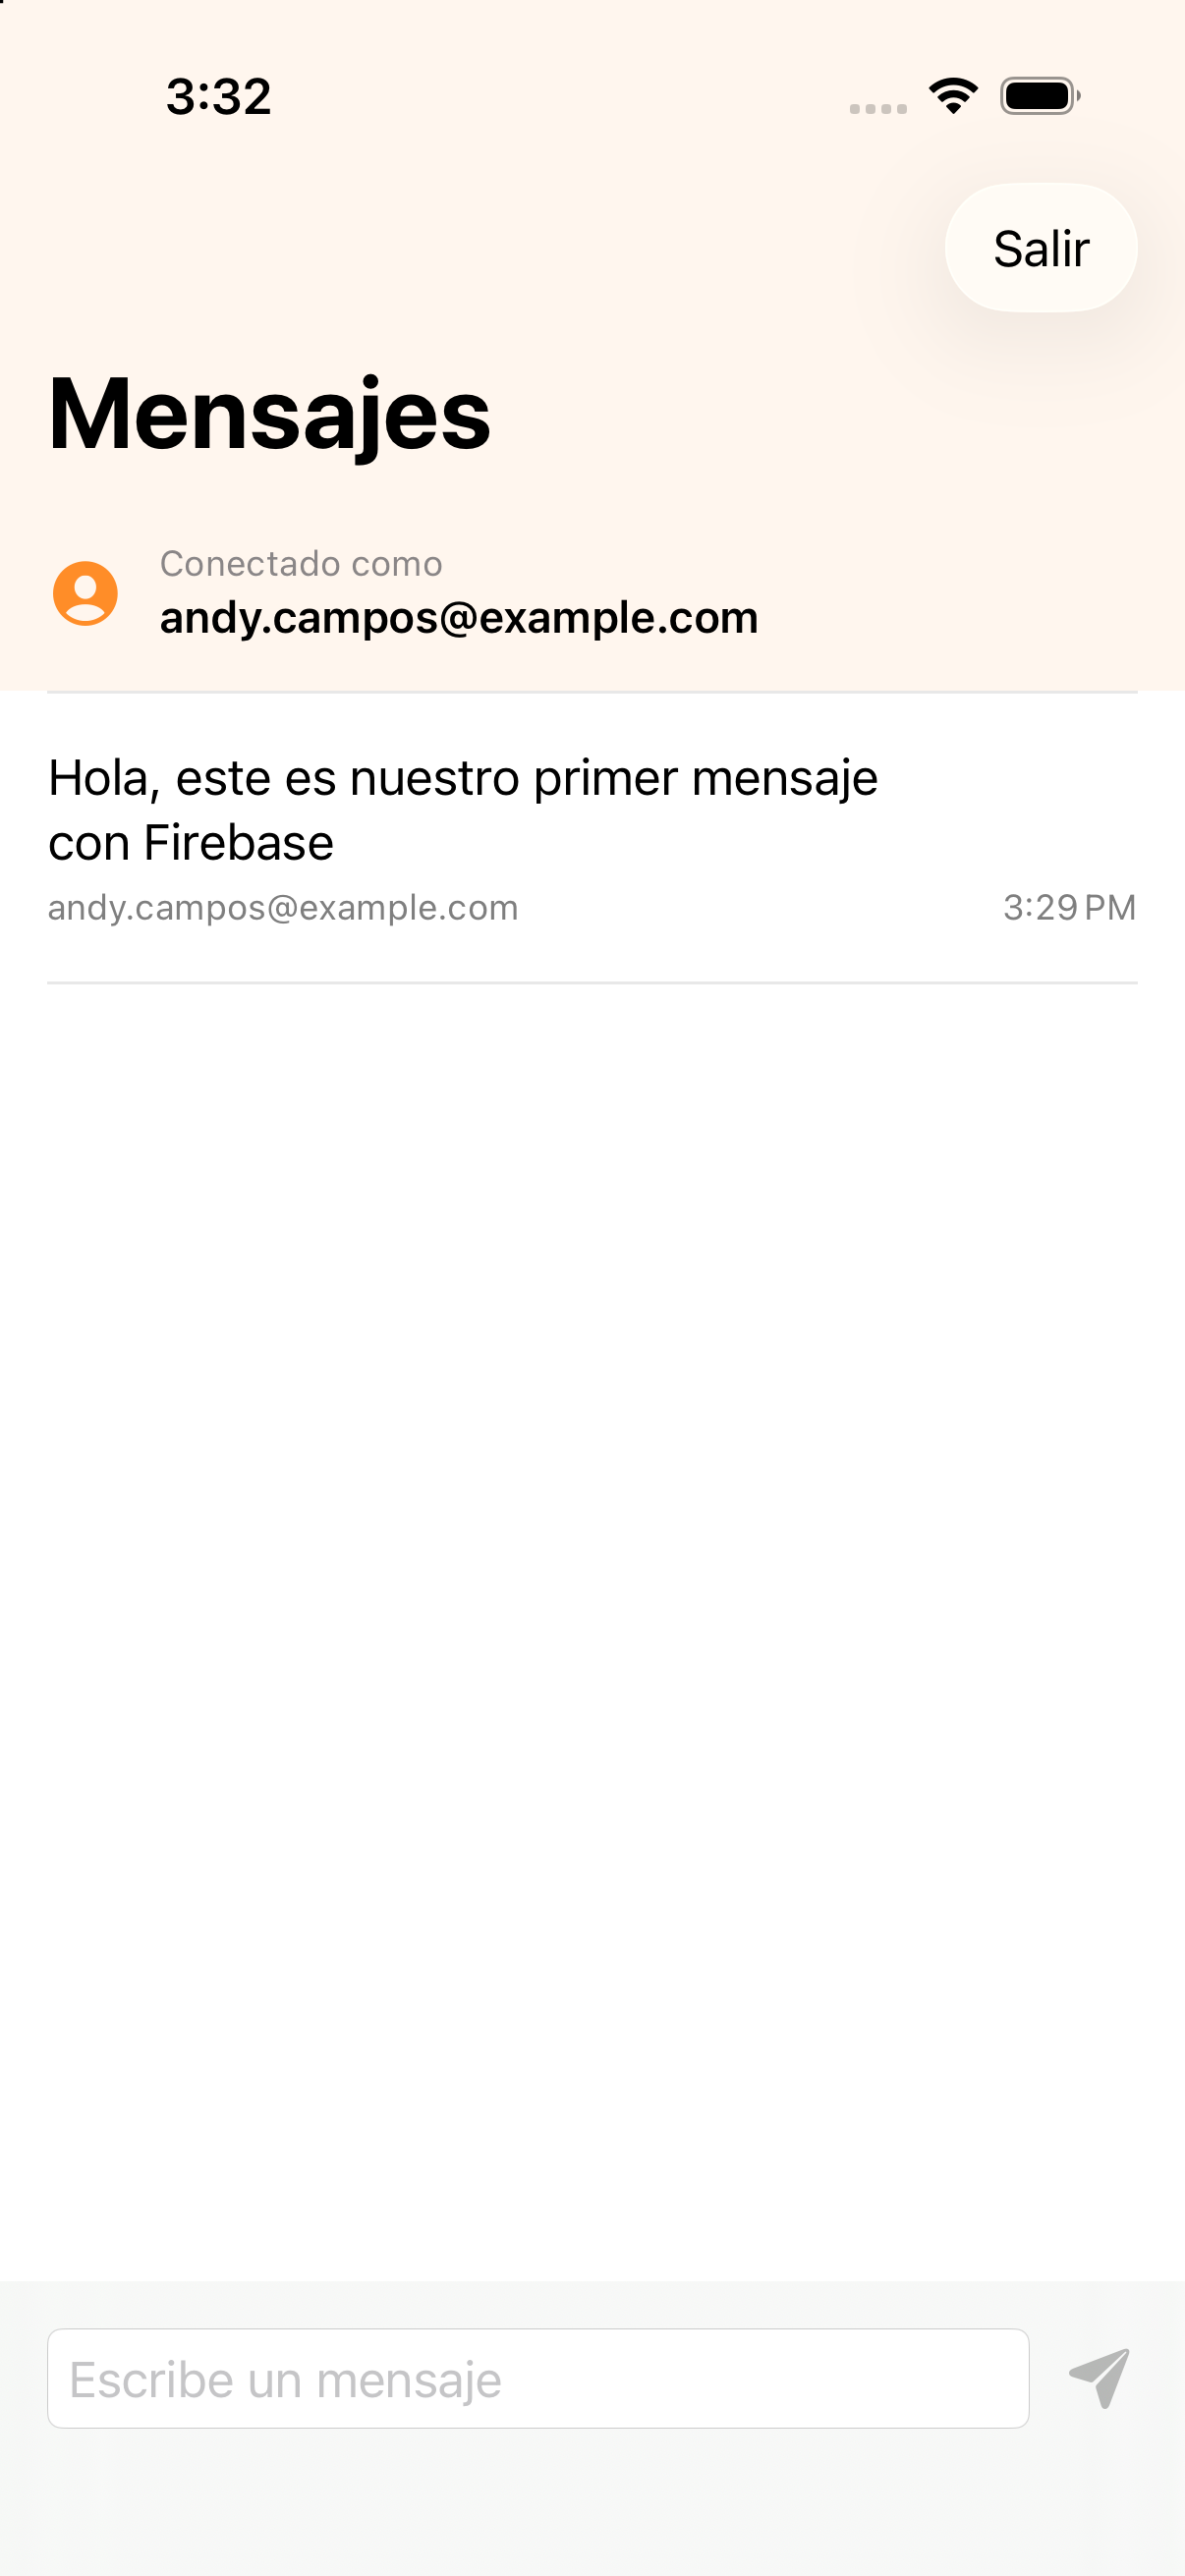 3:32
Salir
Mensajes
Conectado como
andy.campos@example.com
Hola, este es nuestro primer mensaje
con Firebase
andy.campos@example.com 3:29 PM
Escribe un mensaje